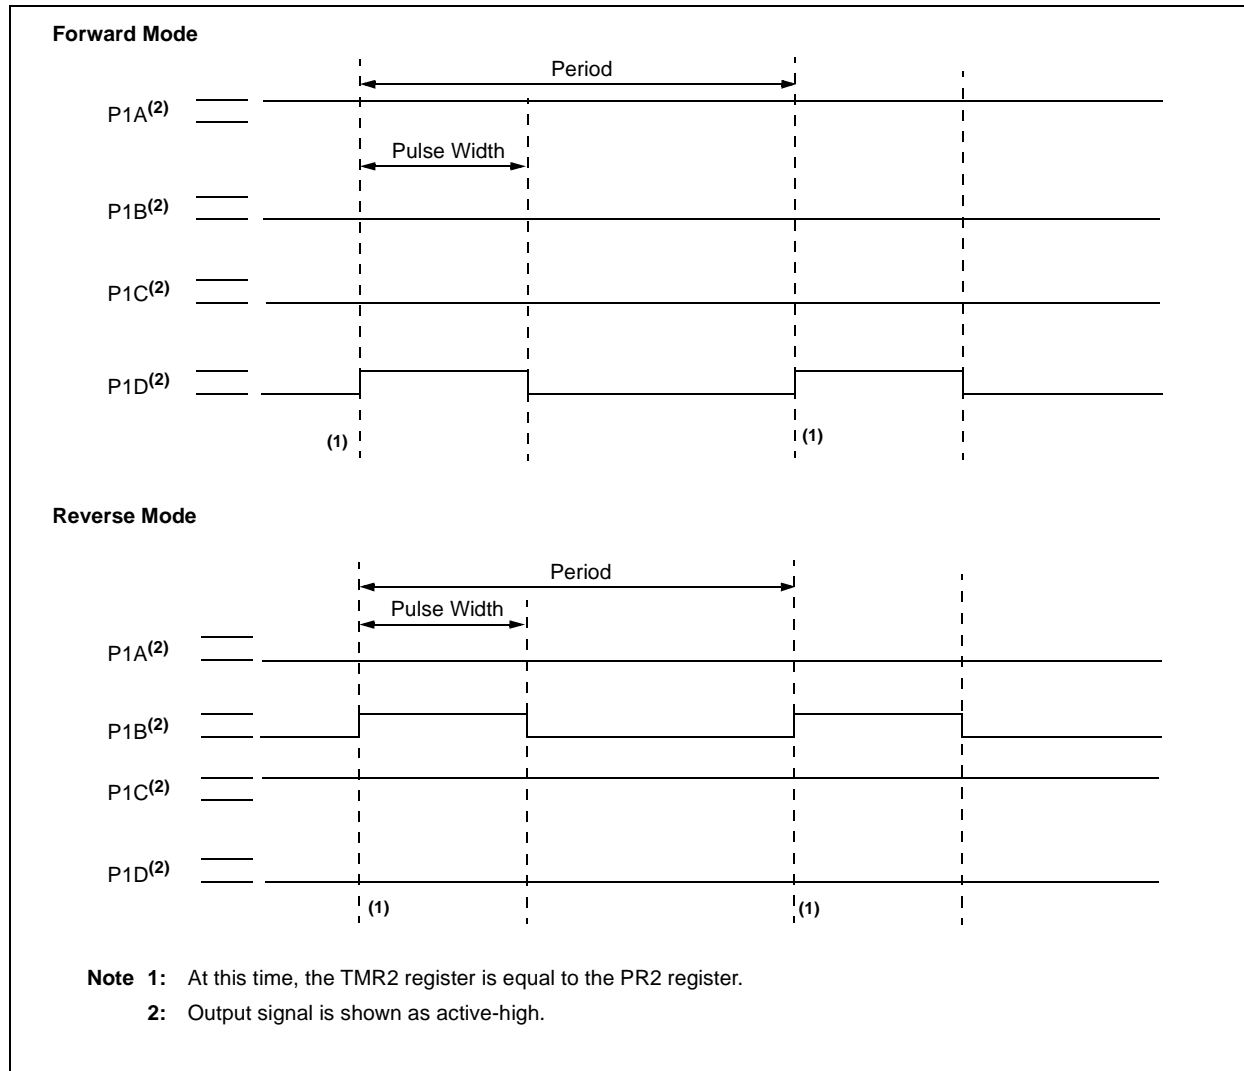 Forward Mode
Period
P1A(2)
Pulse Width
P1B(2)
P1C(2)
P1D(2)
(1)
(1)
Reverse Mode
Period
Pulse Width
P1A(2)
P1B(2)
P1C(2)
P1D(2)
(1)
(1)
Note 1: At this time, the TMR2 register is equal to the PR2 register.
2: Output signal is shown as active-high.